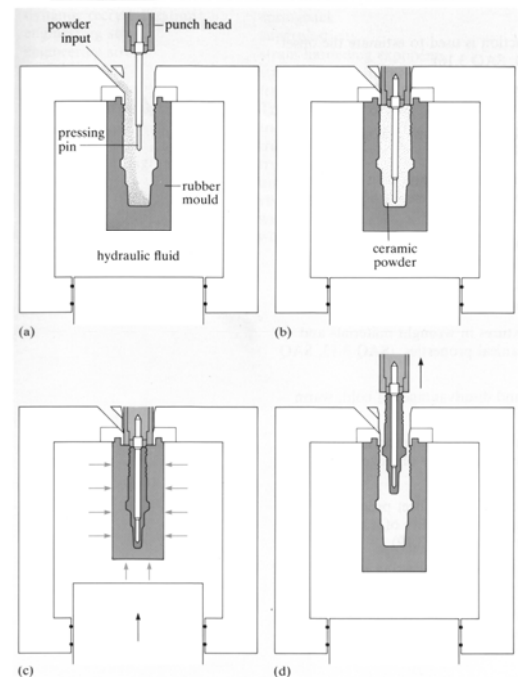 powder
input
punch head
pressing
pin
rubber
mould
hydraulic fluid
(a)
ceramic
powder
(b)
(c)
(d)